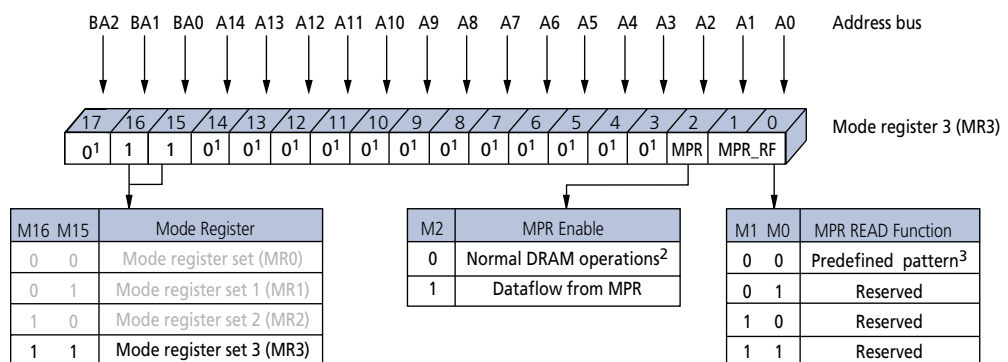 BA2 BA1 BA0 A14 A13 A12 A11 A10 A9 A8 A7 A6 A5 A4 A3 A2 A1 A0 Address bus
17 16 15 14 13 12 11 10 9 8 7 6 5 4 3 2 1 0 Mode register 3 (MR3)
0¹ 1 1 0¹ 0¹ 0¹ 0¹ 0¹ 0¹ 0¹ 0¹ 0¹ 0¹ 0¹ 0¹ MPR MPR_RF
M16 M15 Mode Register
0 0 Mode register set (MR0)
0 1 Mode register set 1 (MR1)
1 0 Mode register set 2 (MR2)
1 1 Mode register set 3 (MR3)
M2 MPR Enable
0 Normal DRAM operations²
1 Dataflow from MPR
M1 M0 MPR READ Function
0 0 Predefined pattern³
0 1 Reserved
1 0 Reserved
1 1 Reserved